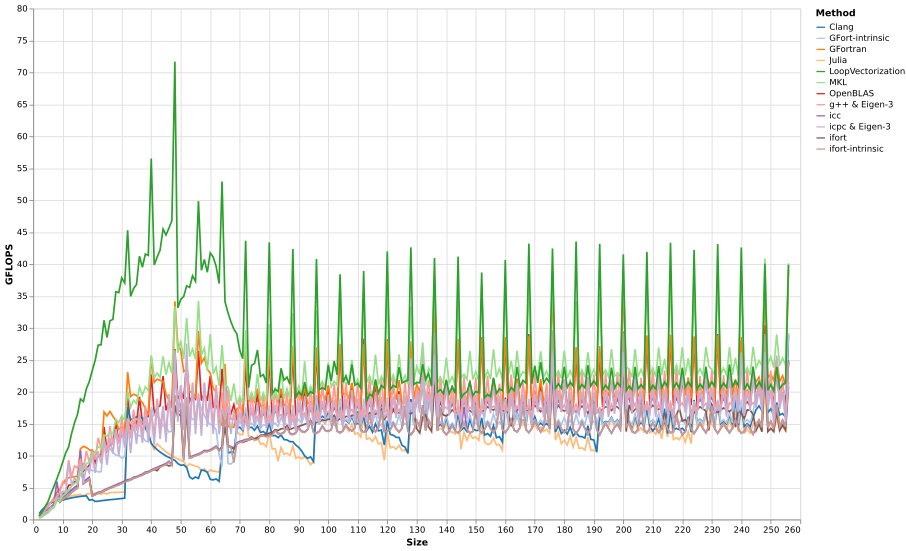 80
75
70
65
60
55
50
45
40
35
30
25
20
15
10
5
0
GFLOPS
0 10 20 30 40 50 60 70 80 90 100 110 120 130 140 150 160 170 180 190 200 210 220 230 240 250 260
Size
Method
Clang
GFort-intrinsic
GFortran
Julia
LoopVectorization
MKL
OpenBLAS
g++ & Eigen-3
icc
icpc & Eigen-3
ifort
ifort-intrinsic